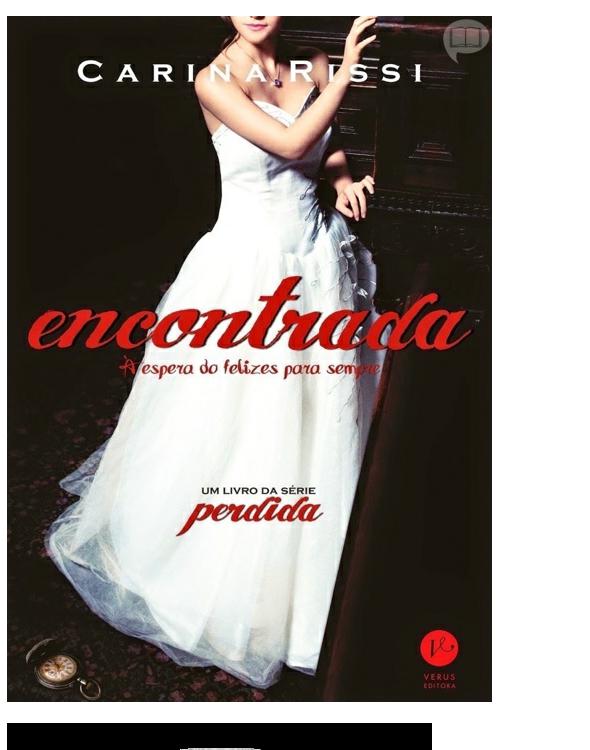 CARINA RISSI
encontrada
À espera do felizes para sempre
UM LIVRO DA SÉRIE
perdida
VERUS
EDITORA